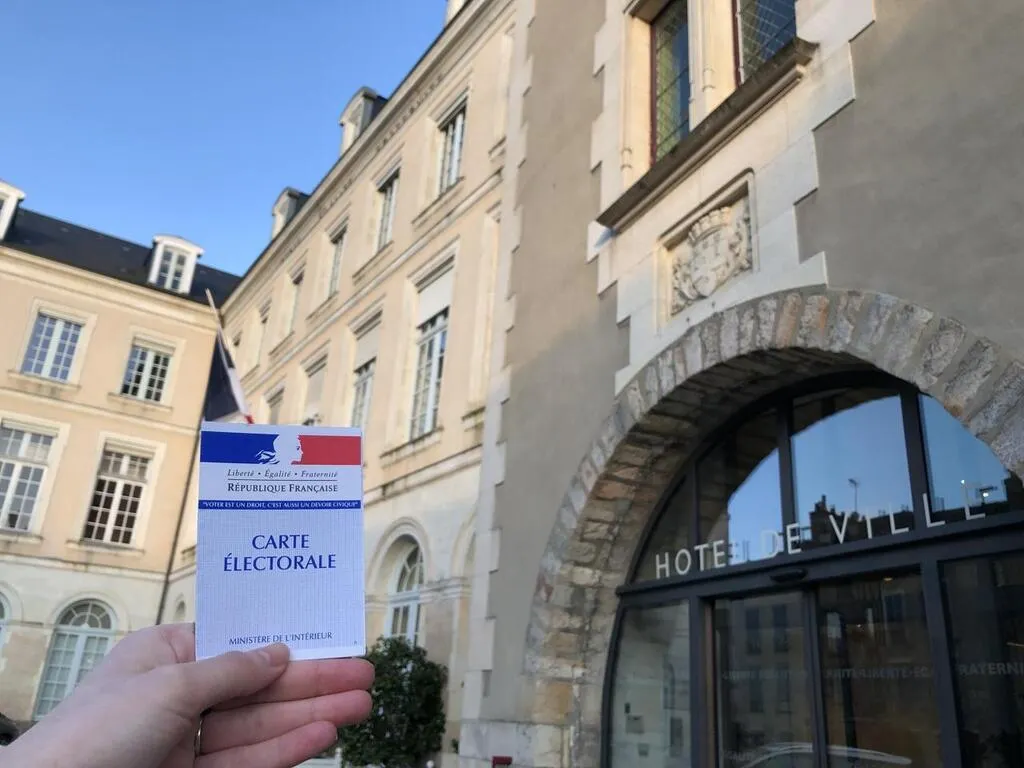 Liberté • Égalité • Fraternité
RÉPUBLIQUE FRANÇAISE
"VOTER EST UN DROIT, C'EST AUSSI UN DEVOIR CIVIQUE"
CARTE
ÉLECTORALE
MINISTÈRE DE L'INTÉRIEUR
HOTEL DE VILLE